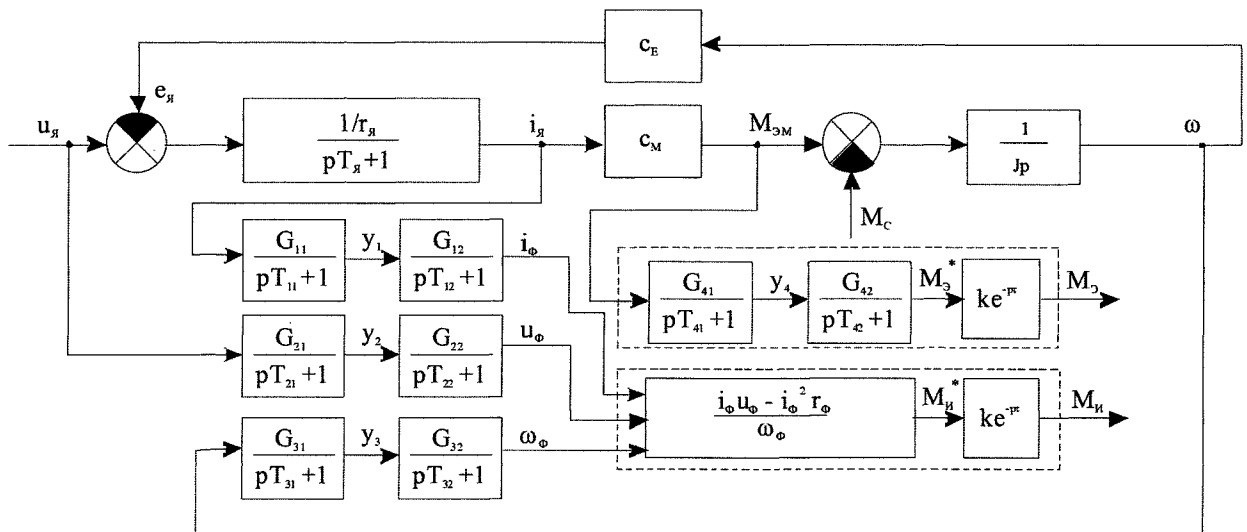 c_E
e_я
u_я
1/r_я
pT_я+1
i_я
c_м
M_эм
1
Jp
ω
M_c
G_11
pT_11+1
y_1
G_12
pT_12+1
i_ф
G_41
pT_41+1
y_4
G_42
pT_42+1
M_э^*
ke^-pτ
M_э
G_21
pT_21+1
y_2
G_22
pT_22+1
u_ф
i_ф u_ф - i_ф^2 r_ф
ω_ф
M_и^*
ke^-pτ
M_и
G_31
pT_31+1
y_3
G_32
pT_32+1
ω_ф